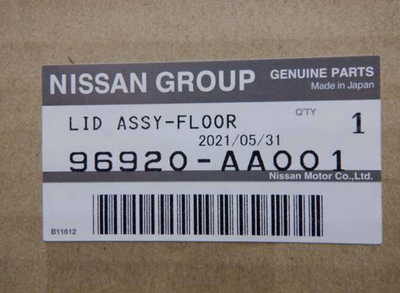 NISSAN GROUP
GENUINE PARTS
Made in Japan
LID ASSY-FLOOR
Q'TY
1
2021/05/31
96920-AA001
Nissan Motor Co.,Ltd.
B11612